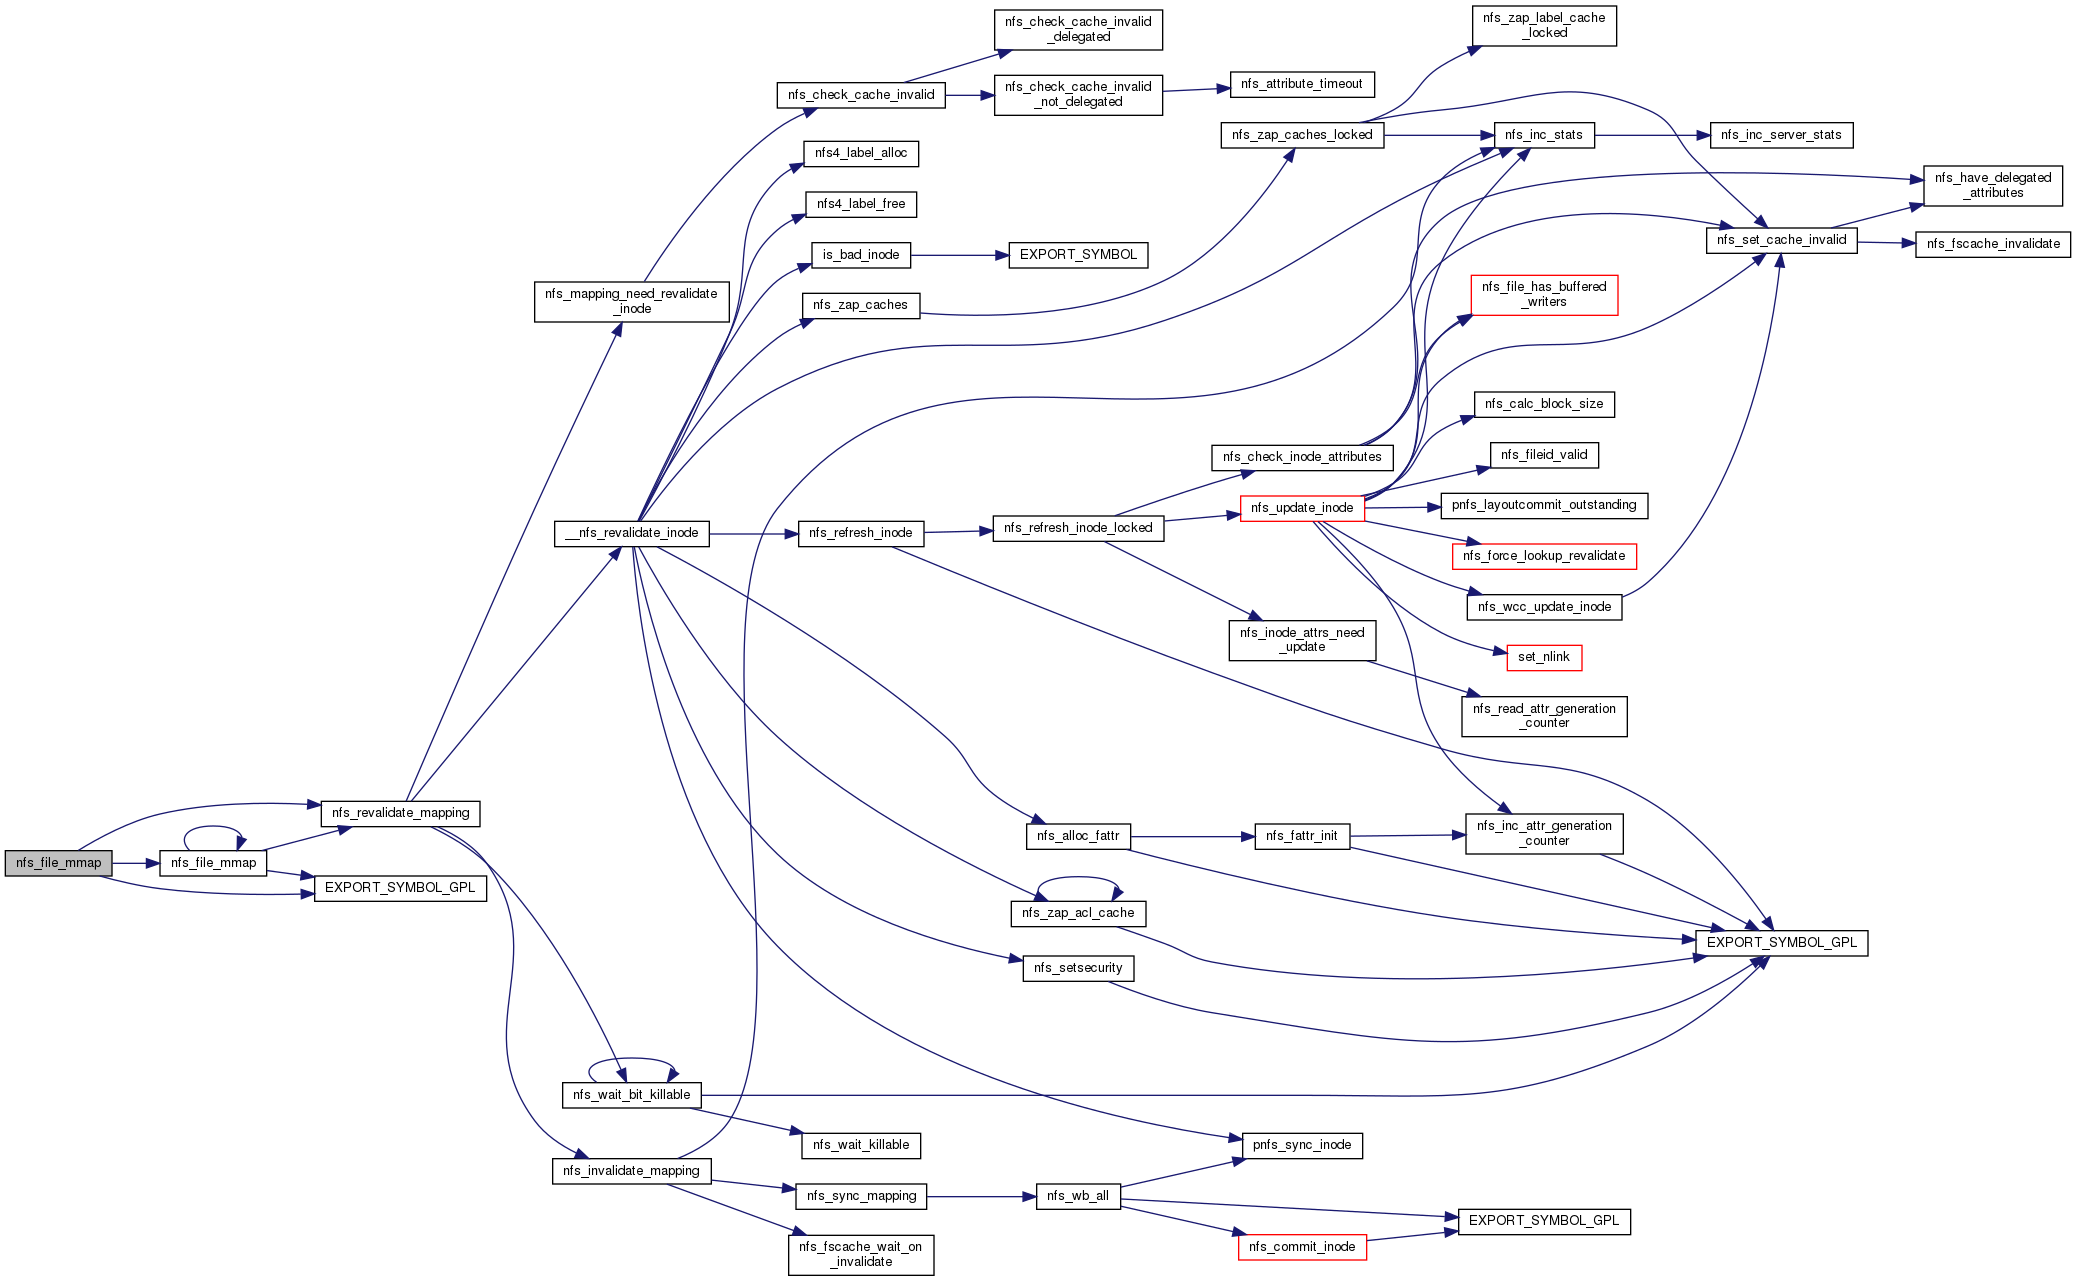 nfs_file_mmap
nfs_file_mmap
nfs_revalidate_mapping
EXPORT_SYMBOL_GPL
nfs_mapping_need_revalidate
_inode
__nfs_revalidate_inode
nfs_wait_bit_killable
nfs_invalidate_mapping
nfs_check_cache_invalid
nfs4_label_alloc
nfs4_label_free
is_bad_inode
nfs_zap_caches
nfs_refresh_inode
nfs_wait_killable
nfs_sync_mapping
nfs_fscache_wait_on
_invalidate
nfs_check_cache_invalid
_delegated
nfs_check_cache_invalid
_not_delegated
EXPORT_SYMBOL
nfs_refresh_inode_locked
nfs_alloc_fattr
nfs_zap_acl_cache
nfs_setsecurity
nfs_wb_all
nfs_attribute_timeout
nfs_zap_caches_locked
nfs_check_inode_attributes
nfs_update_inode
nfs_inode_attrs_need
_update
nfs_fattr_init
pnfs_sync_inode
nfs_commit_inode
nfs_zap_label_cache
_locked
nfs_inc_stats
nfs_file_has_buffered
_writers
nfs_calc_block_size
nfs_fileid_valid
pnfs_layoutcommit_outstanding
nfs_force_lookup_revalidate
nfs_wcc_update_inode
set_nlink
nfs_read_attr_generation
_counter
nfs_inc_attr_generation
_counter
EXPORT_SYMBOL_GPL
nfs_inc_server_stats
nfs_set_cache_invalid
EXPORT_SYMBOL_GPL
nfs_have_delegated
_attributes
nfs_fscache_invalidate